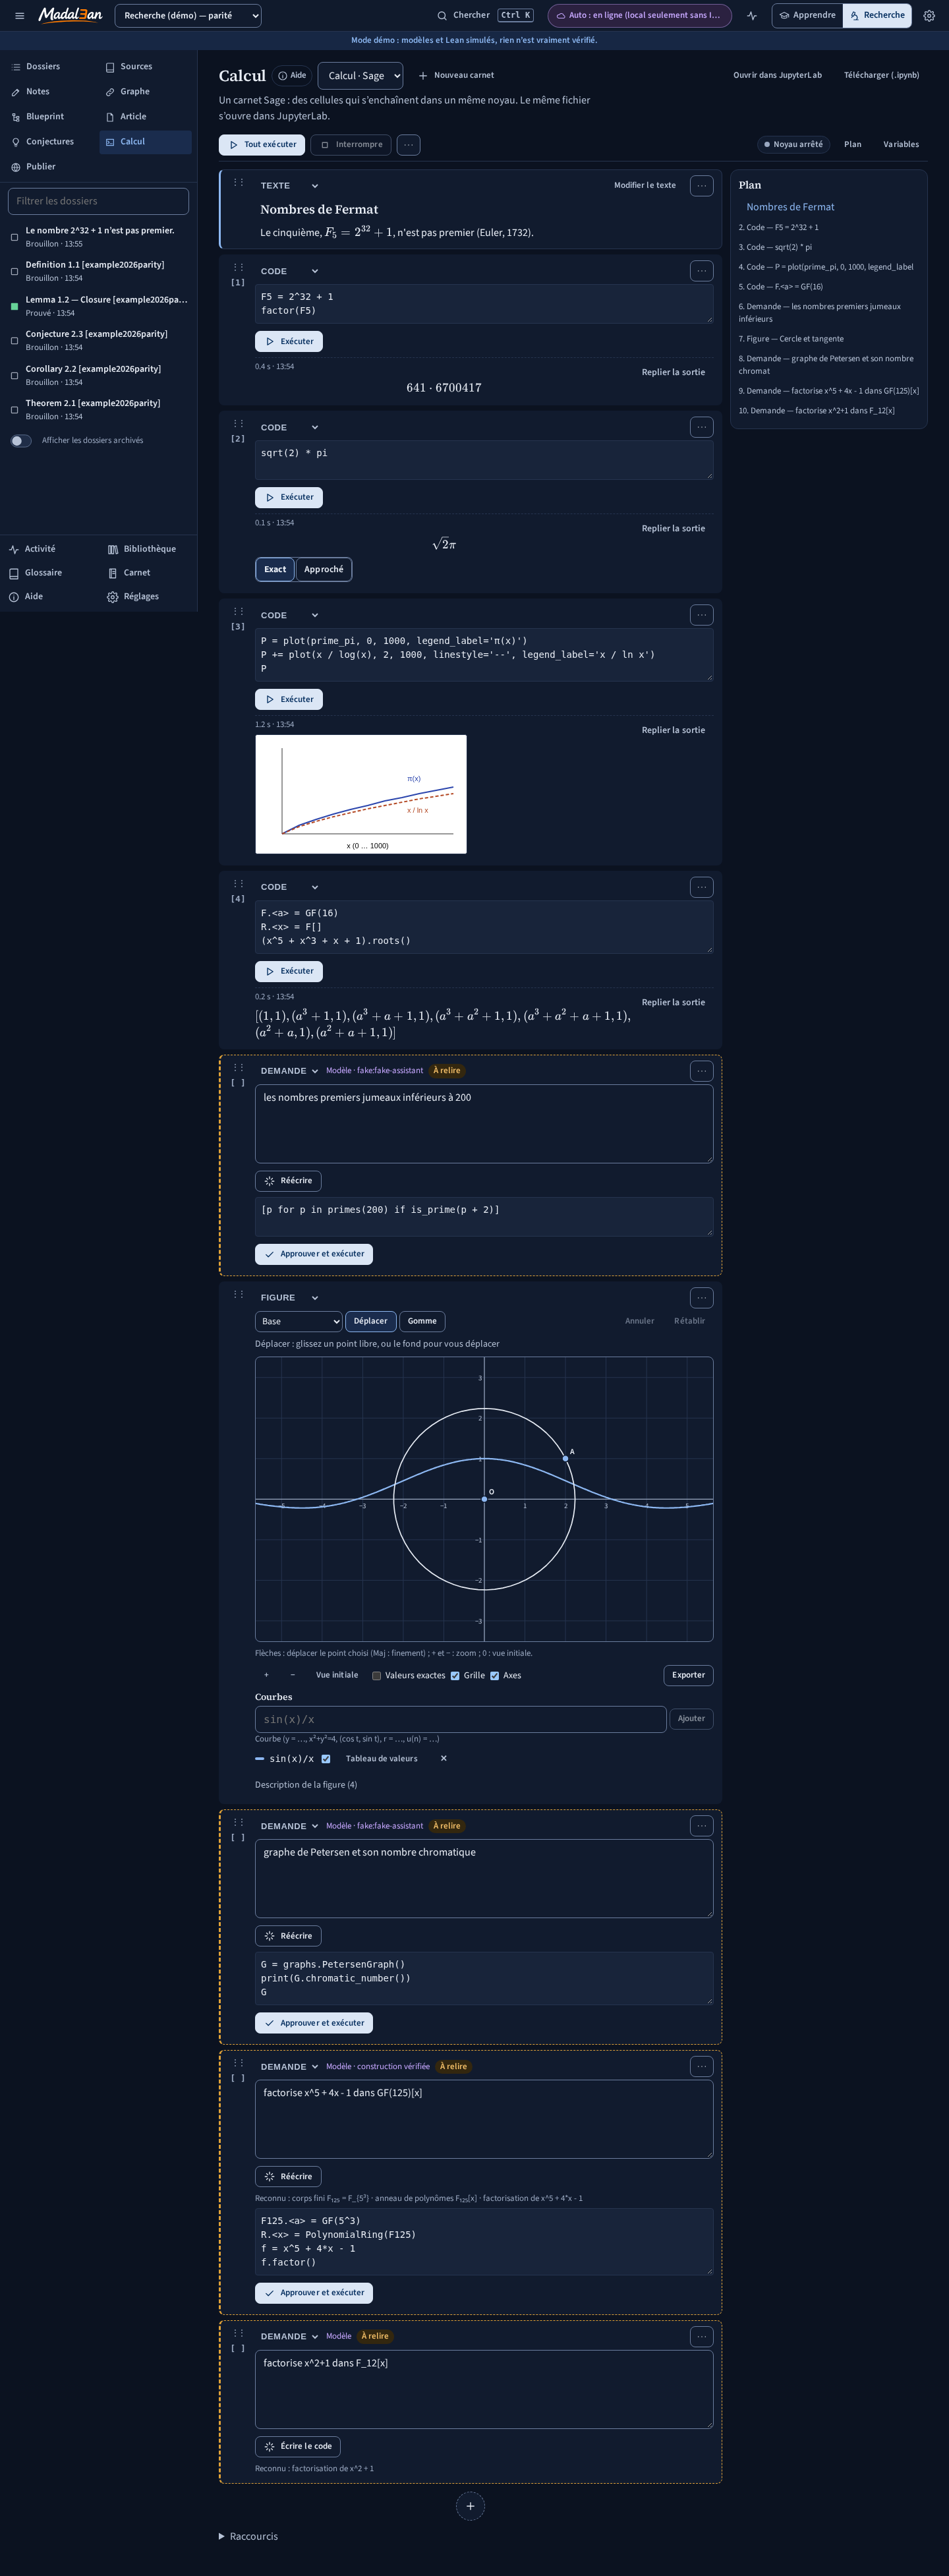 MadalƎan
Recherche (démo) — parité
Chercher
Ctrl K
Auto : en ligne (local seulement sans I…
Apprendre
Recherche
Mode démo : modèles et Lean simulés, rien n'est vraiment vérifié.
Dossiers
Sources
Notes
Graphe
Blueprint
Article
Conjectures
Calcul
Publier
Filtrer les dossiers
Le nombre 2^32 + 1 n'est pas premier.
Brouillon · 13:55
Definition 1.1 [example2026parity]
Brouillon · 13:54
Lemma 1.2 — Closure [example2026pa…
Prouvé · 13:54
Conjecture 2.3 [example2026parity]
Brouillon · 13:54
Corollary 2.2 [example2026parity]
Brouillon · 13:54
Theorem 2.1 [example2026parity]
Brouillon · 13:54
Afficher les dossiers archivés
Activité
Bibliothèque
Glossaire
Carnet
Aide
Réglages
Calcul
Aide
Calcul · Sage
Nouveau carnet
Ouvrir dans JupyterLab
Télécharger (.ipynb)
Un carnet Sage : des cellules qui s'enchaînent dans un même noyau. Le même fichier
s'ouvre dans JupyterLab.
Tout exécuter
Interrompre
···
Noyau arrêté
Plan
Variables
TEXTE
Modifier le texte
···
Nombres de Fermat
Le cinquième, F₅ = 2³² + 1, n'est pas premier (Euler, 1732).
CODE
···
[1]
F5 = 2^32 + 1
factor(F5)
Exécuter
0.4 s · 13:54
Replier la sortie
641 · 6700417
CODE
···
[2]
sqrt(2) * pi
Exécuter
0.1 s · 13:54
Replier la sortie
√2π
Exact
Approché
CODE
···
[3]
P = plot(prime_pi, 0, 1000, legend_label='π(x)')
P += plot(x / log(x), 2, 1000, linestyle='--', legend_label='x / ln x')
P
Exécuter
1.2 s · 13:54
Replier la sortie
π(x)
x / ln x
x (0 … 1000)
CODE
···
[4]
F.<a> = GF(16)
R.<x> = F[]
(x^5 + x^3 + x + 1).roots()
Exécuter
0.2 s · 13:54
Replier la sortie
[(1, 1), (a³ + 1, 1), (a³ + a + 1, 1), (a³ + a² + 1, 1), (a³ + a² + a + 1, 1),
(a² + a, 1), (a² + a + 1, 1)]
DEMANDE
Modèle · fake:fake-assistant
À relire
···
[ ]
les nombres premiers jumeaux inférieurs à 200
Réécrire
[p for p in primes(200) if is_prime(p + 2)]
Approuver et exécuter
FIGURE
···
Base
Déplacer
Gomme
Annuler
Rétablir
Déplacer : glissez un point libre, ou le fond pour vous déplacer
3
2
A
1
O
−5 −4 −3 −2 −1 1 2 3 4 5
−1
−2
−3
Flèches : déplacer le point choisi (Maj : finement) ; + et − : zoom ; 0 : vue initiale.
+
−
Vue initiale
Valeurs exactes
Grille
Axes
Exporter
Courbes
sin(x)/x
Ajouter
Courbe (y = …, x²+y²=4, (cos t, sin t), r = …, u(n) = …)
sin(x)/x
Tableau de valeurs
×
Description de la figure (4)
DEMANDE
Modèle · fake:fake-assistant
À relire
···
[ ]
graphe de Petersen et son nombre chromatique
Réécrire
G = graphs.PetersenGraph()
print(G.chromatic_number())
G
Approuver et exécuter
DEMANDE
Modèle · construction vérifiée
À relire
···
[ ]
factorise x^5 + 4x - 1 dans GF(125)[x]
Réécrire
Reconnu : corps fini F₁₂₅ = F_{5³} · anneau de polynômes F₁₂₅[x] · factorisation de x^5 + 4*x - 1
F125.<a> = GF(5^3)
R.<x> = PolynomialRing(F125)
f = x^5 + 4*x - 1
f.factor()
Approuver et exécuter
DEMANDE
Modèle
À relire
···
[ ]
factorise x^2+1 dans F_12[x]
Écrire le code
Reconnu : factorisation de x^2 + 1
+
Raccourcis
Plan
Nombres de Fermat
2. Code — F5 = 2^32 + 1
3. Code — sqrt(2) * pi
4. Code — P = plot(prime_pi, 0, 1000, legend_label
5. Code — F.<a> = GF(16)
6. Demande — les nombres premiers jumeaux
inférieurs
7. Figure — Cercle et tangente
8. Demande — graphe de Petersen et son nombre
chromat
9. Demande — factorise x^5 + 4x - 1 dans GF(125)[x]
10. Demande — factorise x^2+1 dans F_12[x]